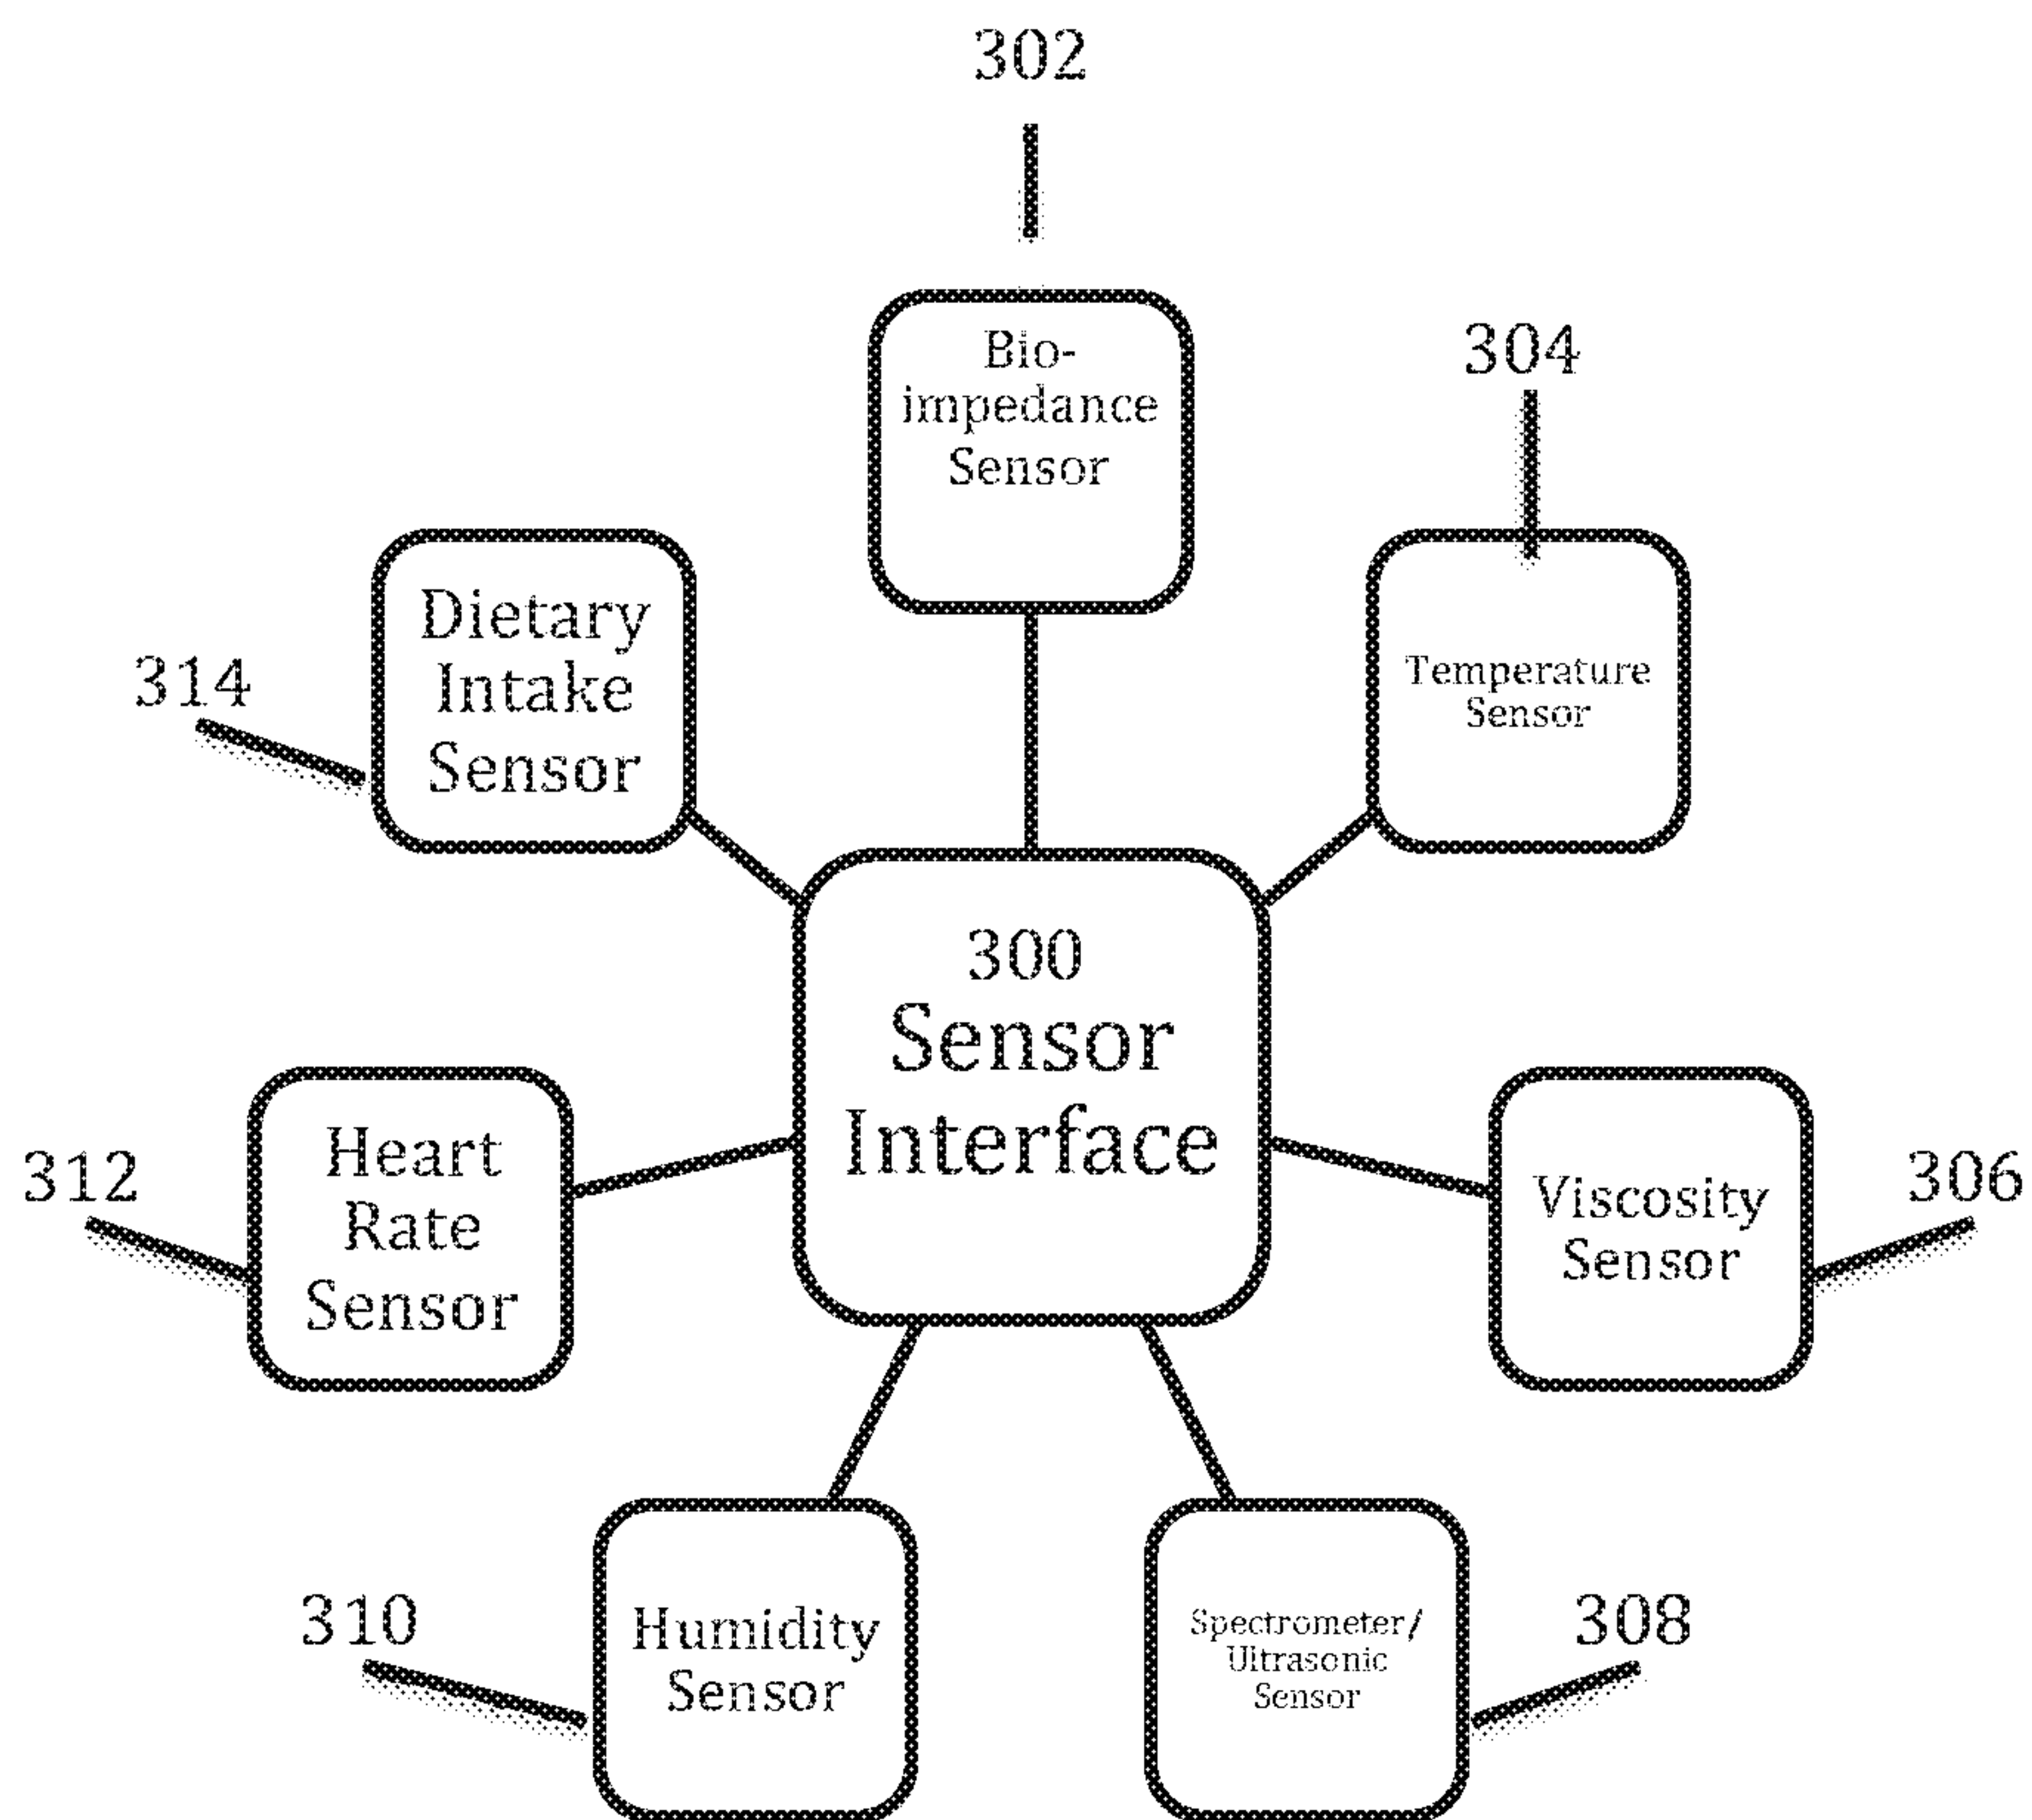 302
Bio-
impedance
Sensor
304
Temperature
Sensor
314
Dietary
Intake
Sensor
300
Sensor
Interface
312
Heart
Rate
Sensor
306
Viscosity
Sensor
310
Humidity
Sensor
308
Spectrometer/
Ultrasonic
Sensor